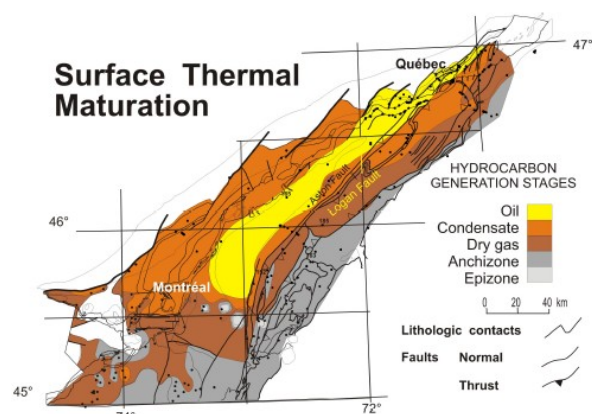 Surface Thermal
Maturation
Québec
47°
Aston Fault
Logan Fault
46°
Montréal
45°
74°
72°
HYDROCARBON
GENERATION STAGES
Oil
Condensate
Dry gas
Anchizone
Epizone
0 20 40 km
Lithologic contacts
Faults Normal
Thrust